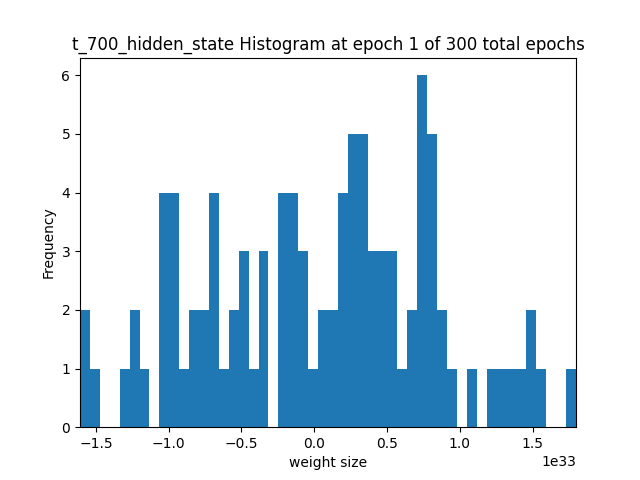 t_700_hidden_state Histogram at epoch 1 of 300 total epochs
6
5
4
3
2
1
0
Frequency
−1.5 −1.0 −0.5 0.0 0.5 1.0 1.5
weight size
1e33